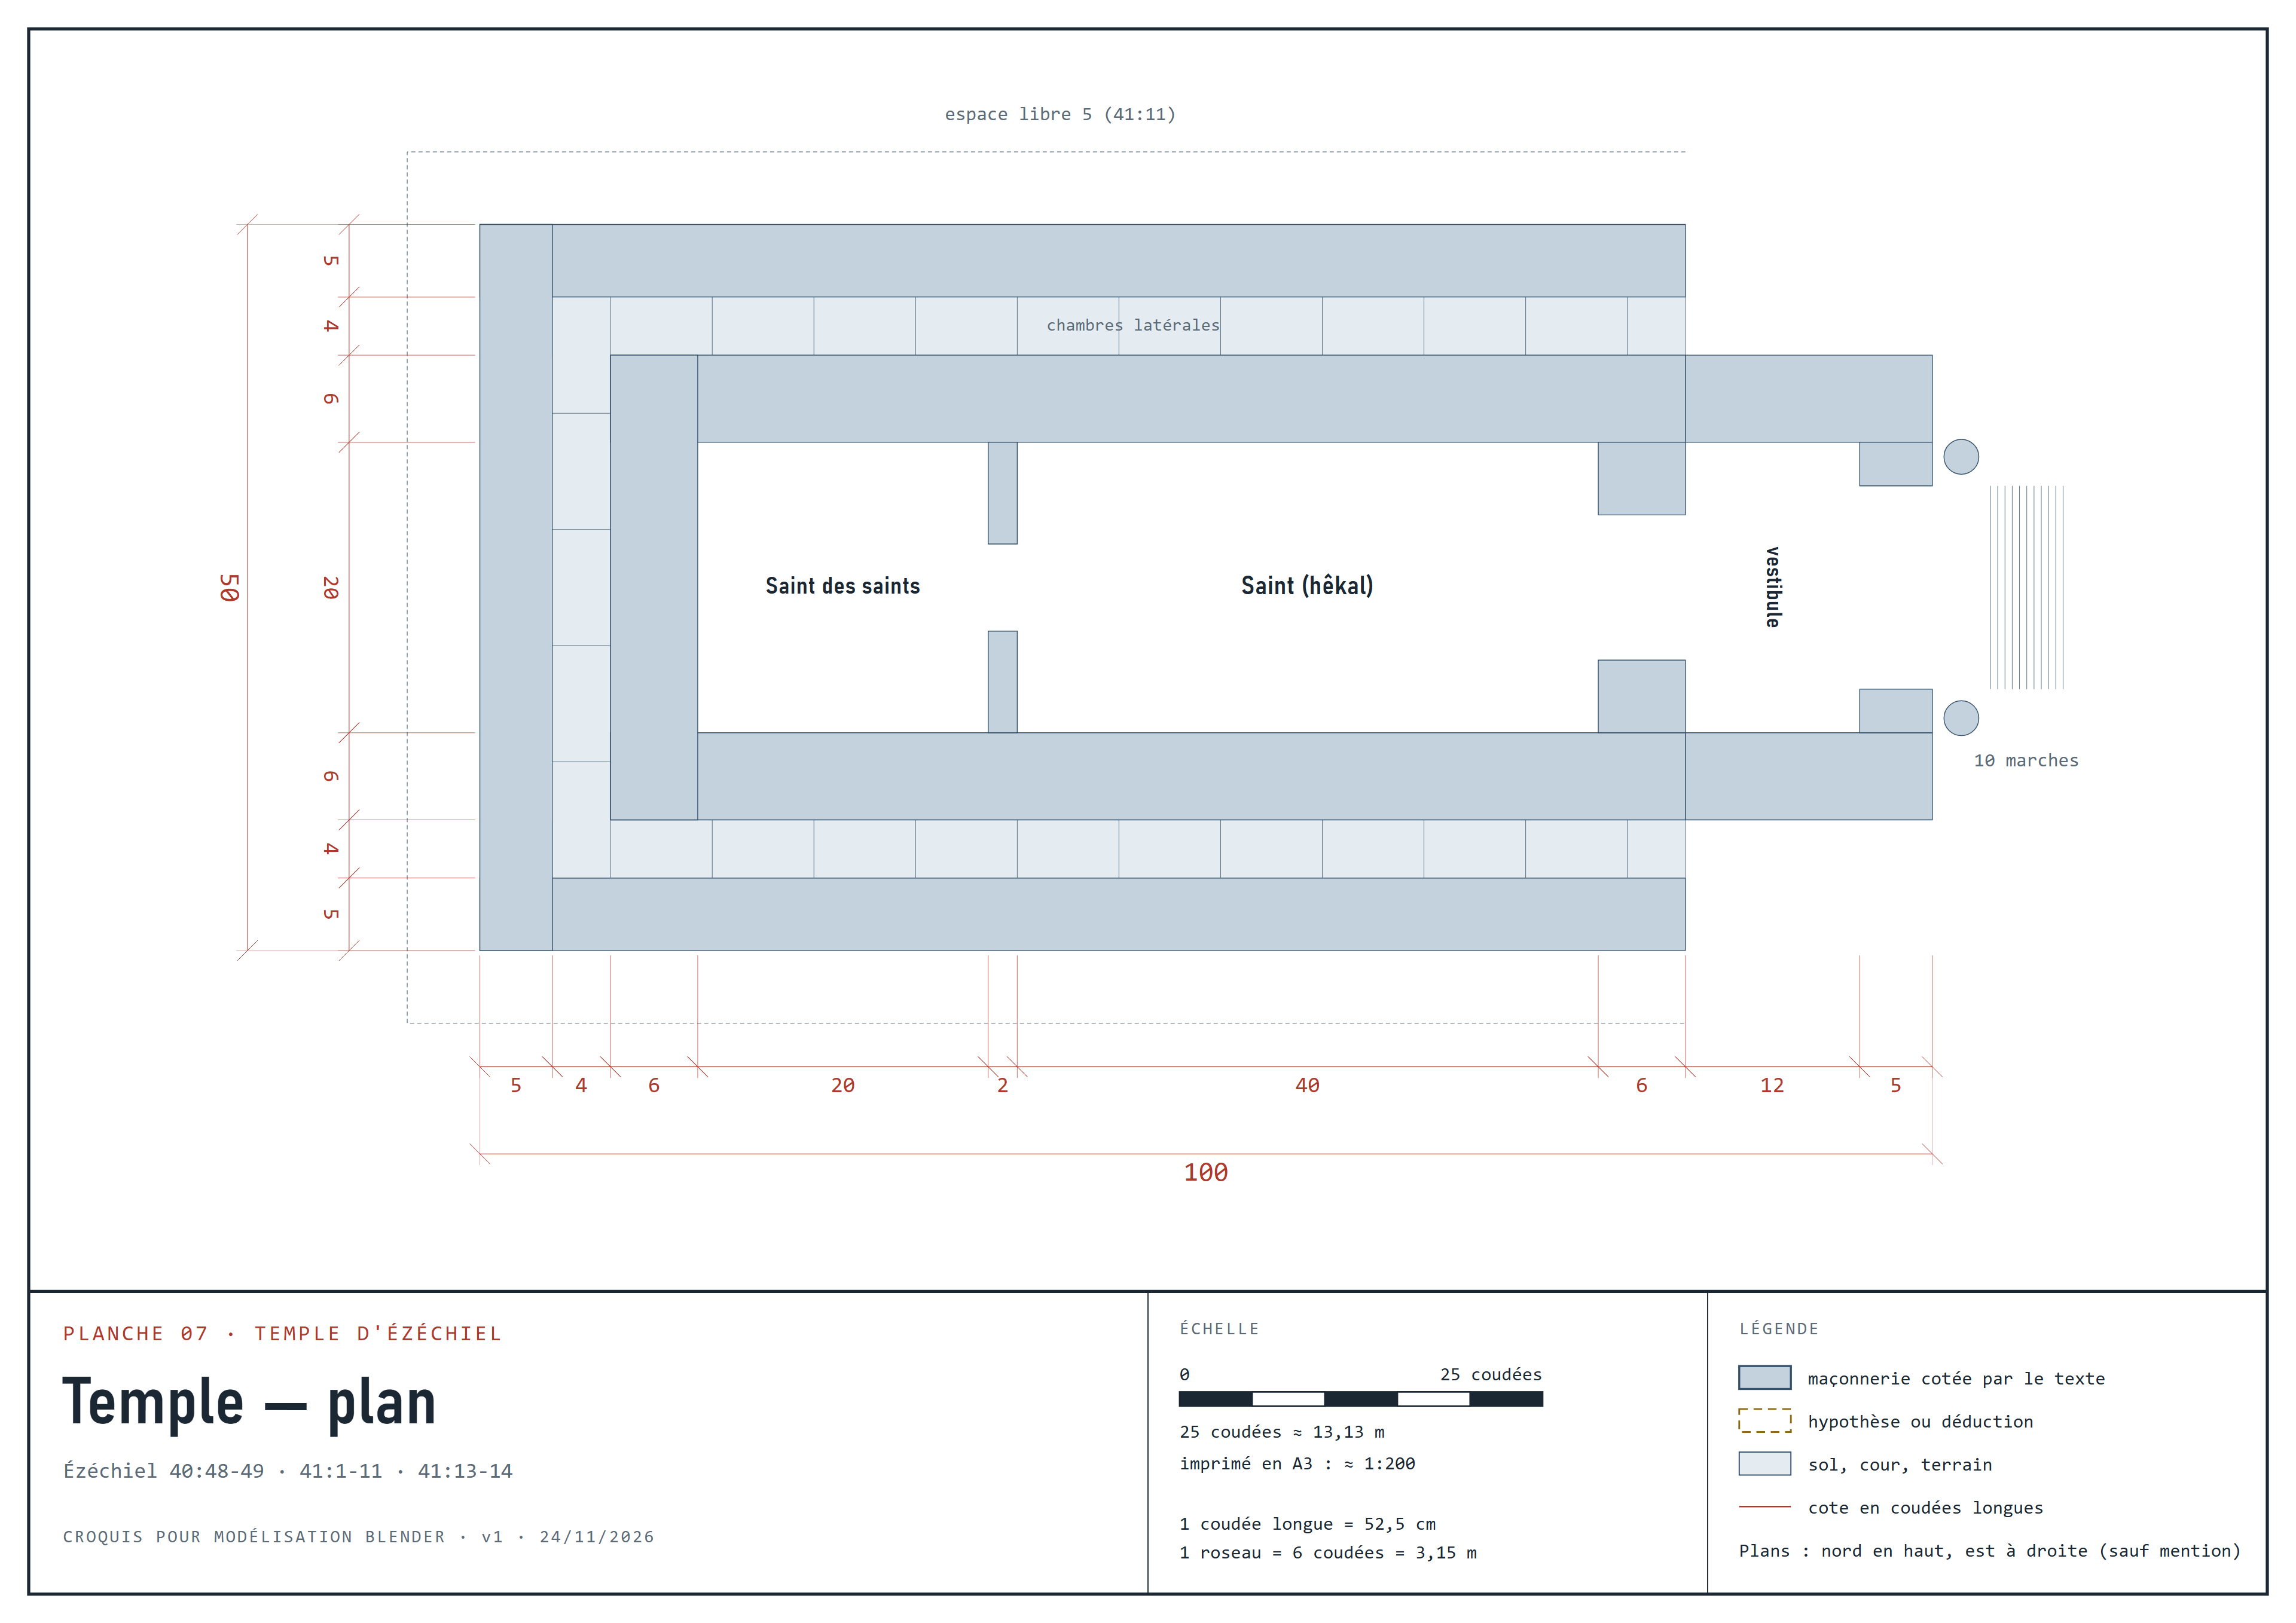 espace libre 5 (41:11)
5
4
6
20
6
4
5
50
chambres latérales
Saint des saints
Saint (hêkal)
vestibule
10 marches
5
4
6
20
2
40
6
12
5
100
PLANCHE 07 · TEMPLE D'ÉZÉCHIEL
Temple — plan
Ézéchiel 40:48-49 · 41:1-11 · 41:13-14
CROQUIS POUR MODÉLISATION BLENDER · v1 · 24/11/2026
ÉCHELLE
0 25 coudées
25 coudées ≈ 13,13 m
imprimé en A3 : ≈ 1:200
1 coudée longue = 52,5 cm
1 roseau = 6 coudées = 3,15 m
LÉGENDE
maçonnerie cotée par le texte
hypothèse ou déduction
sol, cour, terrain
cote en coudées longues
Plans : nord en haut, est à droite (sauf mention)